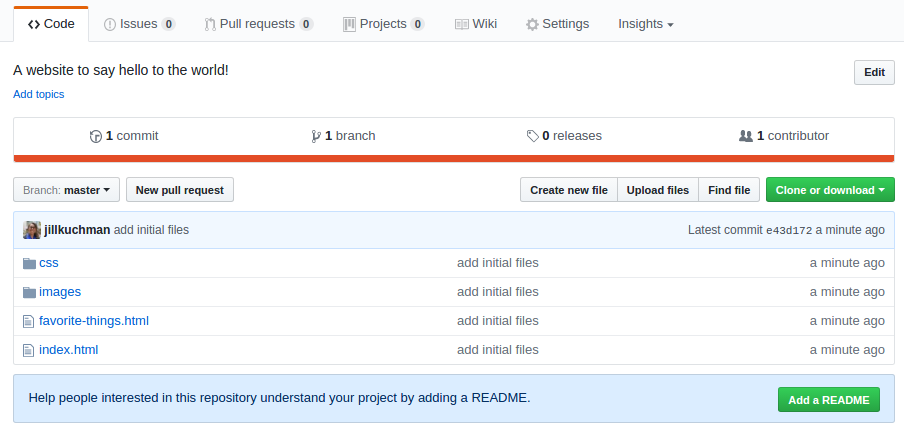 Code Issues 0 Pull requests 0 Projects 0 Wiki Settings Insights
A website to say hello to the world! Edit
Add topics
1 commit 1 branch 0 releases 1 contributor
Branch: master New pull request Create new file Upload files Find file Clone or download
jillkuchman add initial files Latest commit e43d172 a minute ago
css add initial files a minute ago
images add initial files a minute ago
favorite-things.html add initial files a minute ago
index.html add initial files a minute ago
Help people interested in this repository understand your project by adding a README. Add a README